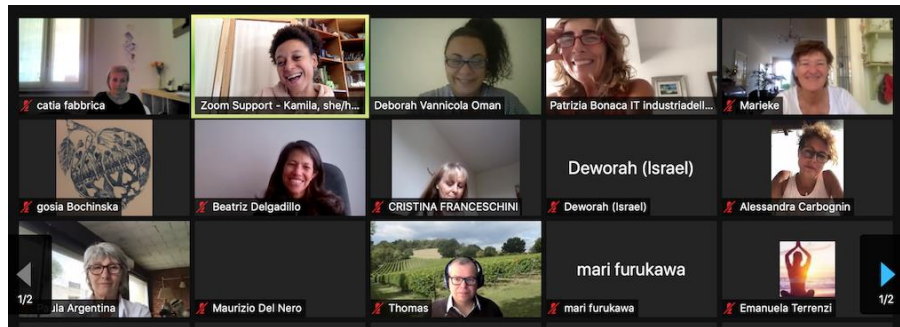 catia fabbrica
Zoom Support - Kamila, she/h...
Deborah Vannicola Oman
Patrizia Bonaca IT industriadell...
Marieke
gosia Bochinska
Beatriz Delgadillo
CRISTINA FRANCESCHINI
Deworah (Israel)
Deworah (Israel)
Alessandra Carbognin
1/2
ula Argentina
Maurizio Del Nero
Thomas
mari furukawa
mari furukawa
Emanuela Terrenzi
1/2